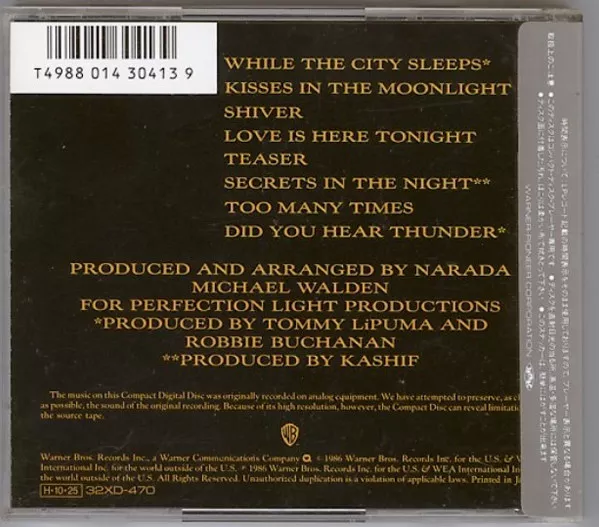 T4988 014 30413 9
WHILE THE CITY SLEEPS*
KISSES IN THE MOONLIGHT
SHIVER
LOVE IS HERE TONIGHT
TEASER
SECRETS IN THE NIGHT**
TOO MANY TIMES
DID YOU HEAR THUNDER*
PRODUCED AND ARRANGED BY NARADA
MICHAEL WALDEN
FOR PERFECTION LIGHT PRODUCTIONS
*PRODUCED BY TOMMY LiPUMA AND
ROBBIE BUCHANAN
**PRODUCED BY KASHIF
The music on this Compact Digital Disc was originally recorded on analog equipment. We have attempted to preserve, as cl
as possible, the sound of the original recording. Because of its high resolution, however, the Compact Disc can reveal limitatio
the source tape.
WB
Warner Bros. Records Inc., a Warner Communications Company ® 1986 Warner Bros. Records Inc. for the U.S. & WEA
International Inc. for the world outside of the U.S. ℗ 1986 Warner Bros. Records Inc. for the U.S. & WEA International In
the world outside of the U.S. All Rights Reserved. Unauthorized duplication is a violation of applicable laws. Printed in Ja
H·10·25 32XD-470
WARNER-PIONEER CORPORATION